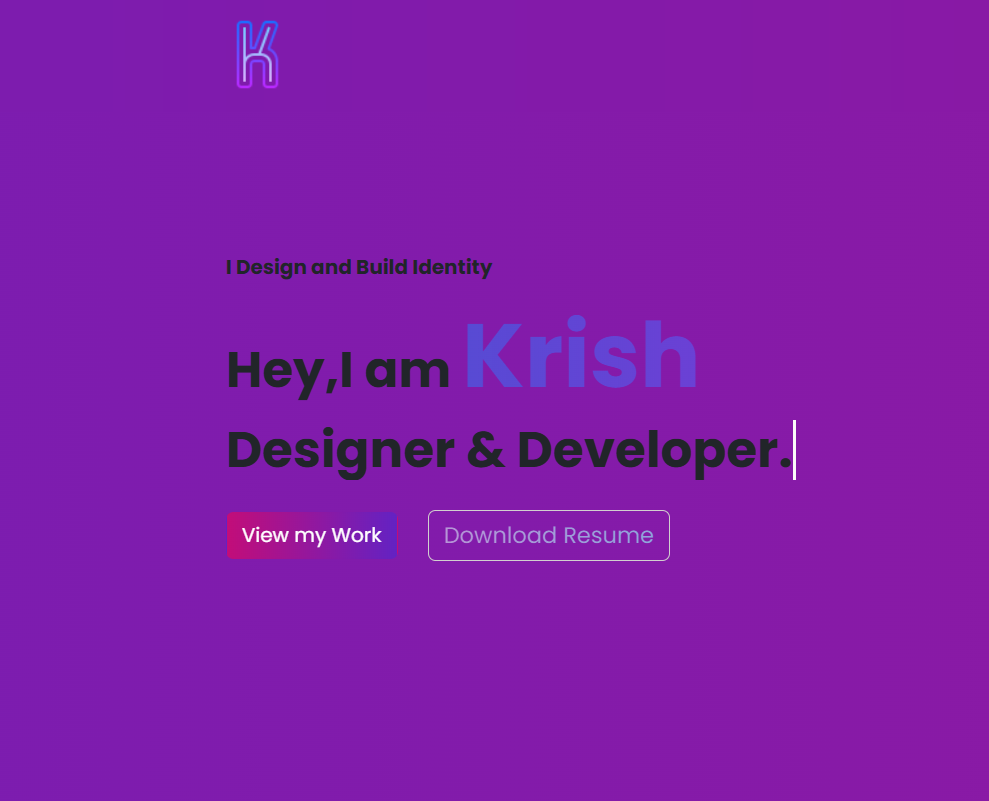 K
I Design and Build Identity
Hey,I am Krish
Designer & Developer.
View my Work
Download Resume